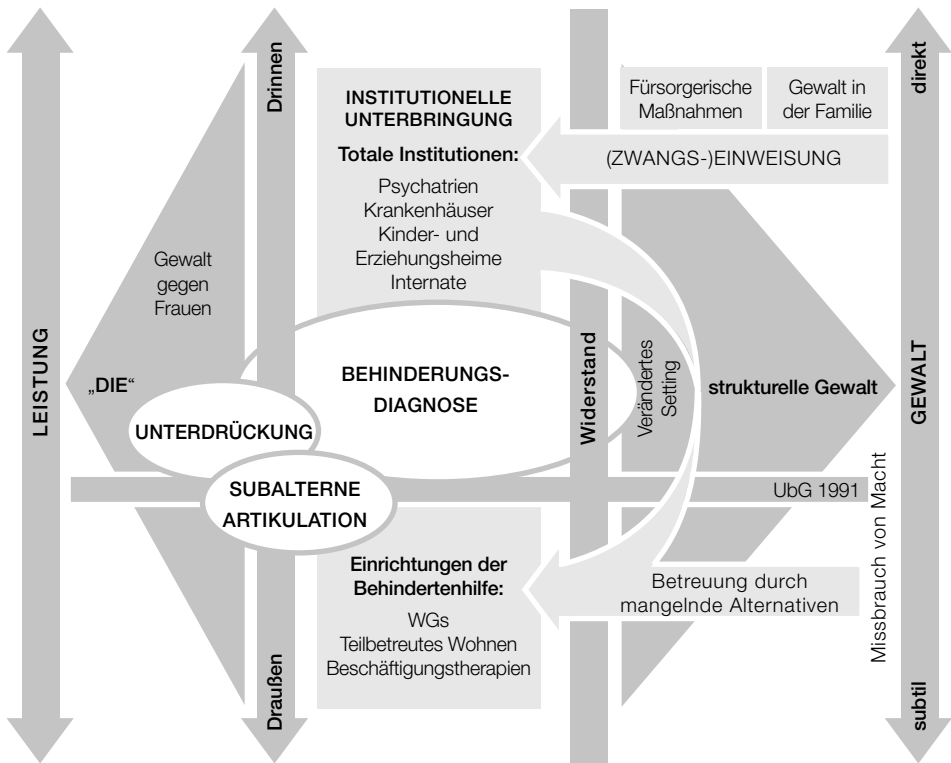 LEISTUNG
Drinnen
Draußen
„DIE“
Gewalt
gegen
Frauen
INSTITUTIONELLE
UNTERBRINGUNG
Totale Institutionen:
Psychatrien
Krankenhäuser
Kinder- und
Erziehungsheime
Internate
BEHINDERUNGS-
DIAGNOSE
UNTERDRÜCKUNG
SUBALTERNE
ARTIKULATION
Einrichtungen der
Behindertenhilfe:
WGs
Teilbetreutes Wohnen
Beschäftigungstherapien
Widerstand
Fürsorgerische
Maßnahmen
Gewalt in
der Familie
(ZWANGS-)EINWEISUNG
Verändertes
Setting
strukturelle Gewalt
UbG 1991
Betreuung durch
mangelnde Alternativen
Missbrauch von Macht
direkt
GEWALT
subtil